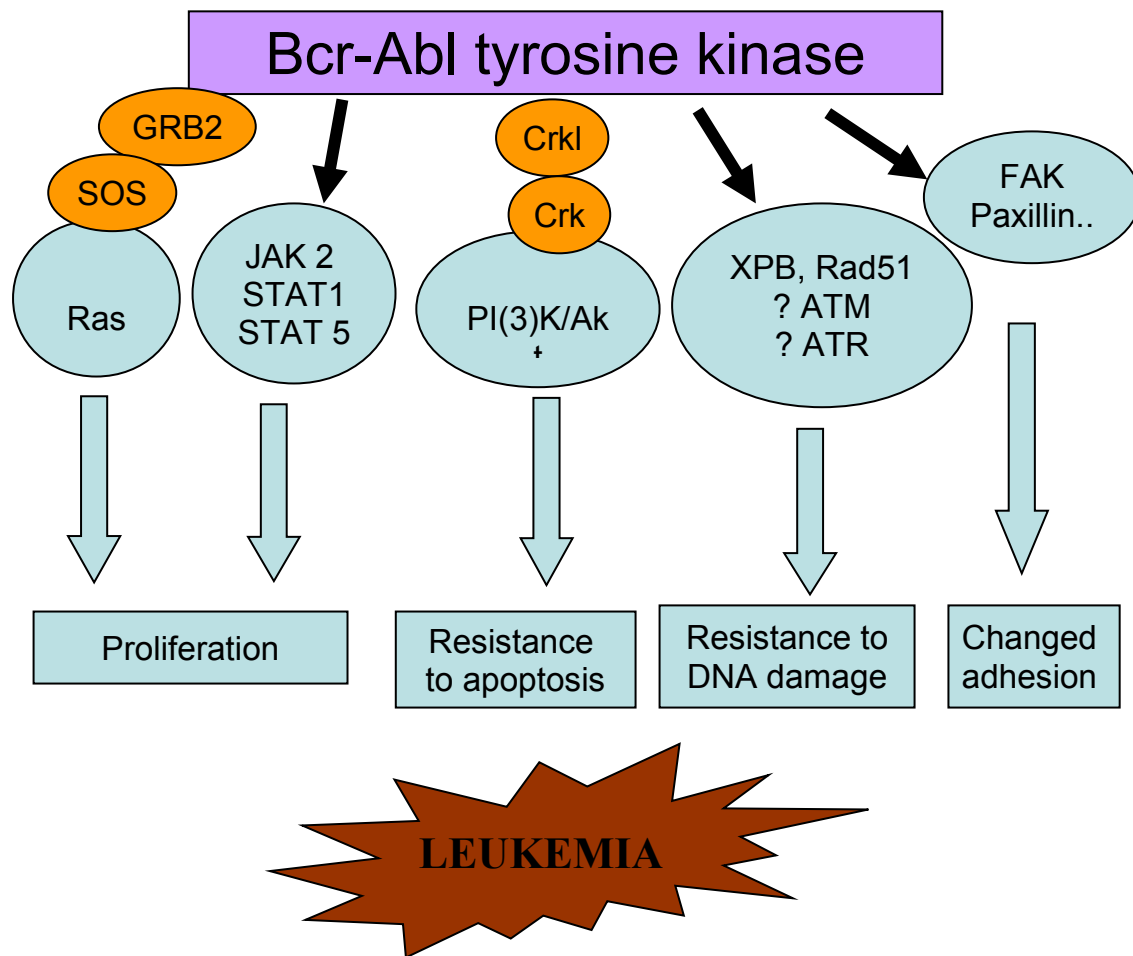 Bcr-Abl tyrosine kinase
GRB2
SOS
Ras
JAK 2
STAT1
STAT 5
Crkl
Crk
PI(3)K/Ak
t
XPB, Rad51
? ATM
? ATR
FAK
Paxillin..
Proliferation
Resistance
to apoptosis
Resistance to
DNA damage
Changed
adhesion
LEUKEMIA